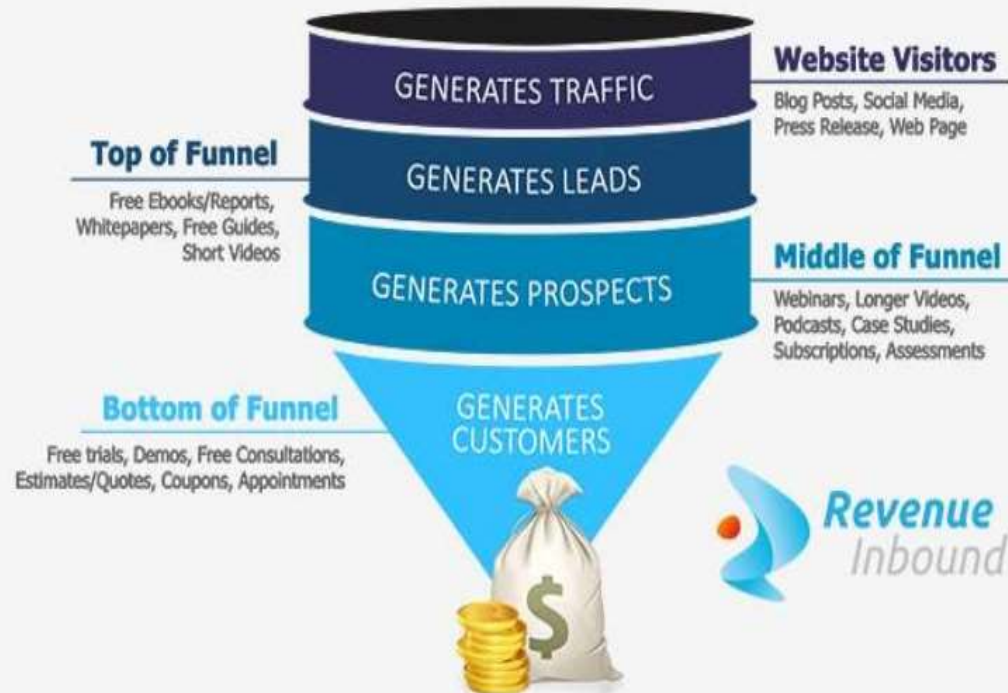 GENERATES TRAFFIC
Website Visitors
Blog Posts, Social Media,
Press Release, Web Page
Top of Funnel
Free Ebooks/Reports,
Whitepapers, Free Guides,
Short Videos
GENERATES LEADS
GENERATES PROSPECTS
Middle of Funnel
Webinars, Longer Videos,
Podcasts, Case Studies,
Subscriptions, Assessments
Bottom of Funnel
Free trials, Demos, Free Consultations,
Estimates/Quotes, Coupons, Appointments
GENERATES
CUSTOMERS
$
Revenue
Inbound